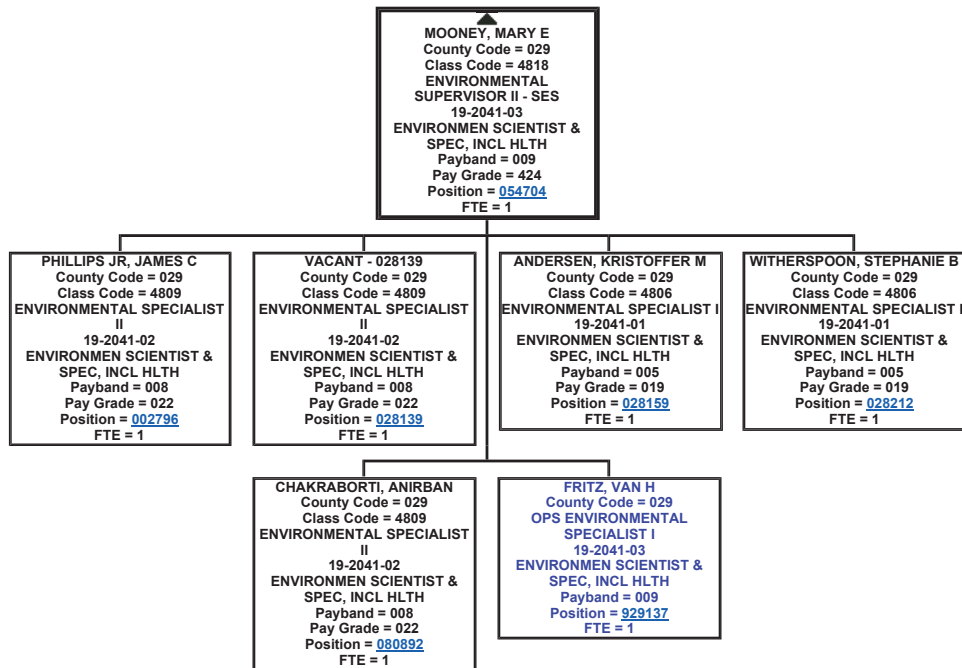 MOONEY, MARY E
County Code = 029
Class Code = 4818
ENVIRONMENTAL
SUPERVISOR II - SES
19-2041-03
ENVIRONMEN SCIENTIST &
SPEC, INCL HLTH
Payband = 009
Pay Grade = 424
Position = 054704
FTE = 1
PHILLIPS JR, JAMES C
County Code = 029
Class Code = 4809
ENVIRONMENTAL SPECIALIST
II
19-2041-02
ENVIRONMEN SCIENTIST &
SPEC, INCL HLTH
Payband = 008
Pay Grade = 022
Position = 002796
FTE = 1
VACANT - 028139
County Code = 029
Class Code = 4809
ENVIRONMENTAL SPECIALIST
II
19-2041-02
ENVIRONMEN SCIENTIST &
SPEC, INCL HLTH
Payband = 008
Pay Grade = 022
Position = 028139
FTE = 1
ANDERSEN, KRISTOFFER M
County Code = 029
Class Code = 4806
ENVIRONMENTAL SPECIALIST I
19-2041-01
ENVIRONMEN SCIENTIST &
SPEC, INCL HLTH
Payband = 005
Pay Grade = 019
Position = 028159
FTE = 1
WITHERSPOON, STEPHANIE B
County Code = 029
Class Code = 4806
ENVIRONMENTAL SPECIALIST I
19-2041-01
ENVIRONMEN SCIENTIST &
SPEC, INCL HLTH
Payband = 005
Pay Grade = 019
Position = 028212
FTE = 1
CHAKRABORTI, ANIRBAN
County Code = 029
Class Code = 4809
ENVIRONMENTAL SPECIALIST
II
19-2041-02
ENVIRONMEN SCIENTIST &
SPEC, INCL HLTH
Payband = 008
Pay Grade = 022
Position = 080892
FTE = 1
FRITZ, VAN H
County Code = 029
OPS ENVIRONMENTAL
SPECIALIST I
19-2041-03
ENVIRONMEN SCIENTIST &
SPEC, INCL HLTH
Payband = 009
Position = 929137
FTE = 1